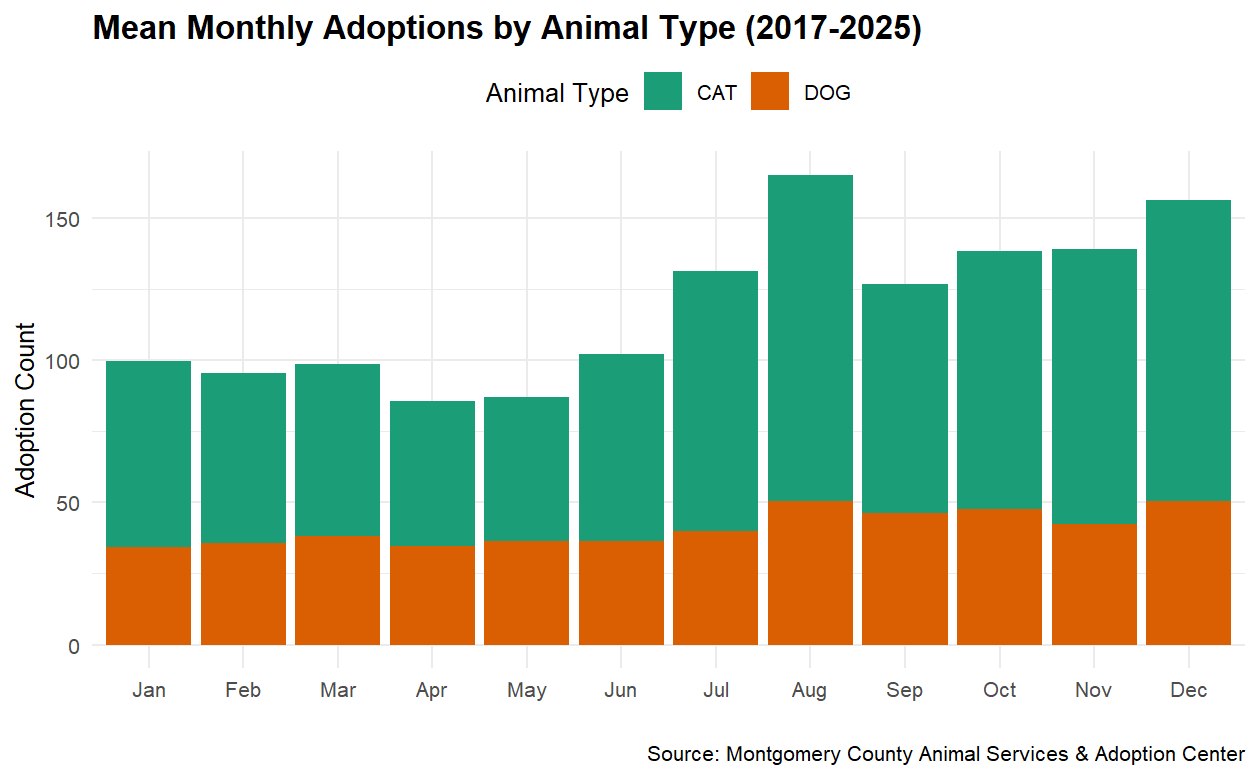 Mean Monthly Adoptions by Animal Type (2017-2025)
Animal Type CAT DOG
Adoption Count
150
100
50
0
Jan Feb Mar Apr May Jun Jul Aug Sep Oct Nov Dec
Source: Montgomery County Animal Services & Adoption Center